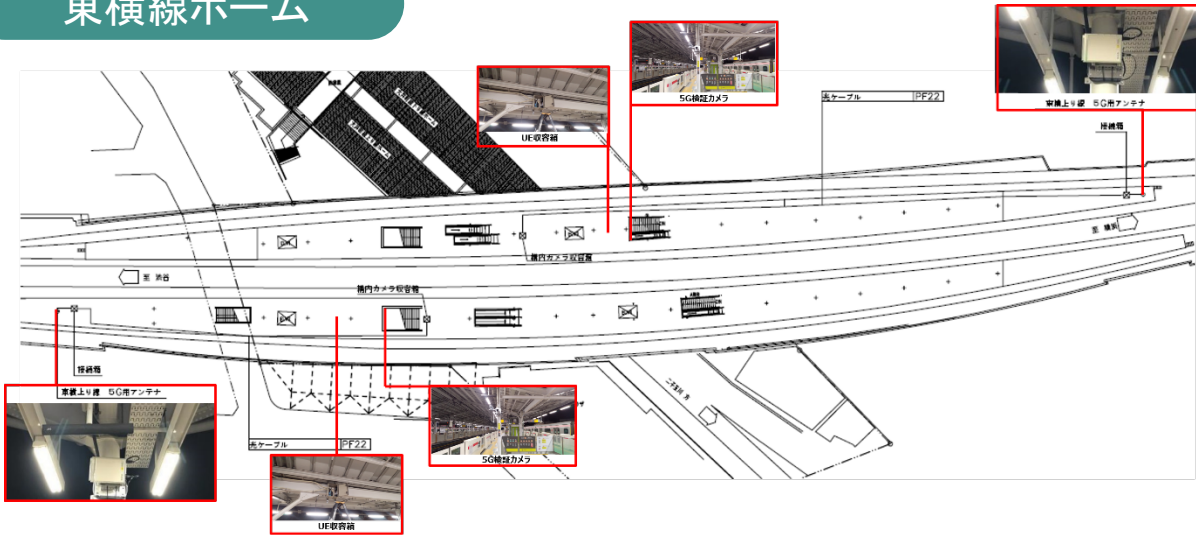 東横線ホーム
5G検証カメラ
UE収容箱
光ケーブル PF22
東横上り線 5G用アンテナ
接続箱
至 横浜
構内カメラ収容箱
至 渋谷
構内カメラ収容箱
接続箱
東横上り線 5G用アンテナ
光ケーブル PF22
5G検証カメラ
UE収容箱